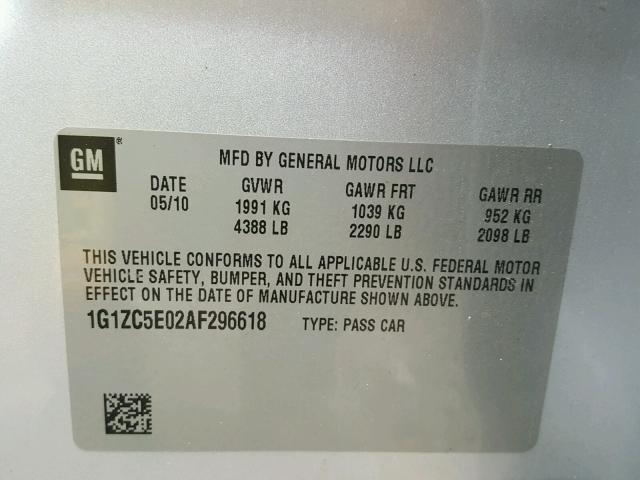 GM®
MFD BY GENERAL MOTORS LLC
DATE GVWR GAWR FRT GAWR RR
05/10 1991 KG 1039 KG 952 KG
4388 LB 2290 LB 2098 LB
THIS VEHICLE CONFORMS TO ALL APPLICABLE U.S. FEDERAL MOTOR
VEHICLE SAFETY, BUMPER, AND THEFT PREVENTION STANDARDS IN
EFFECT ON THE DATE OF MANUFACTURE SHOWN ABOVE.
1G1ZC5E02AF296618 TYPE: PASS CAR